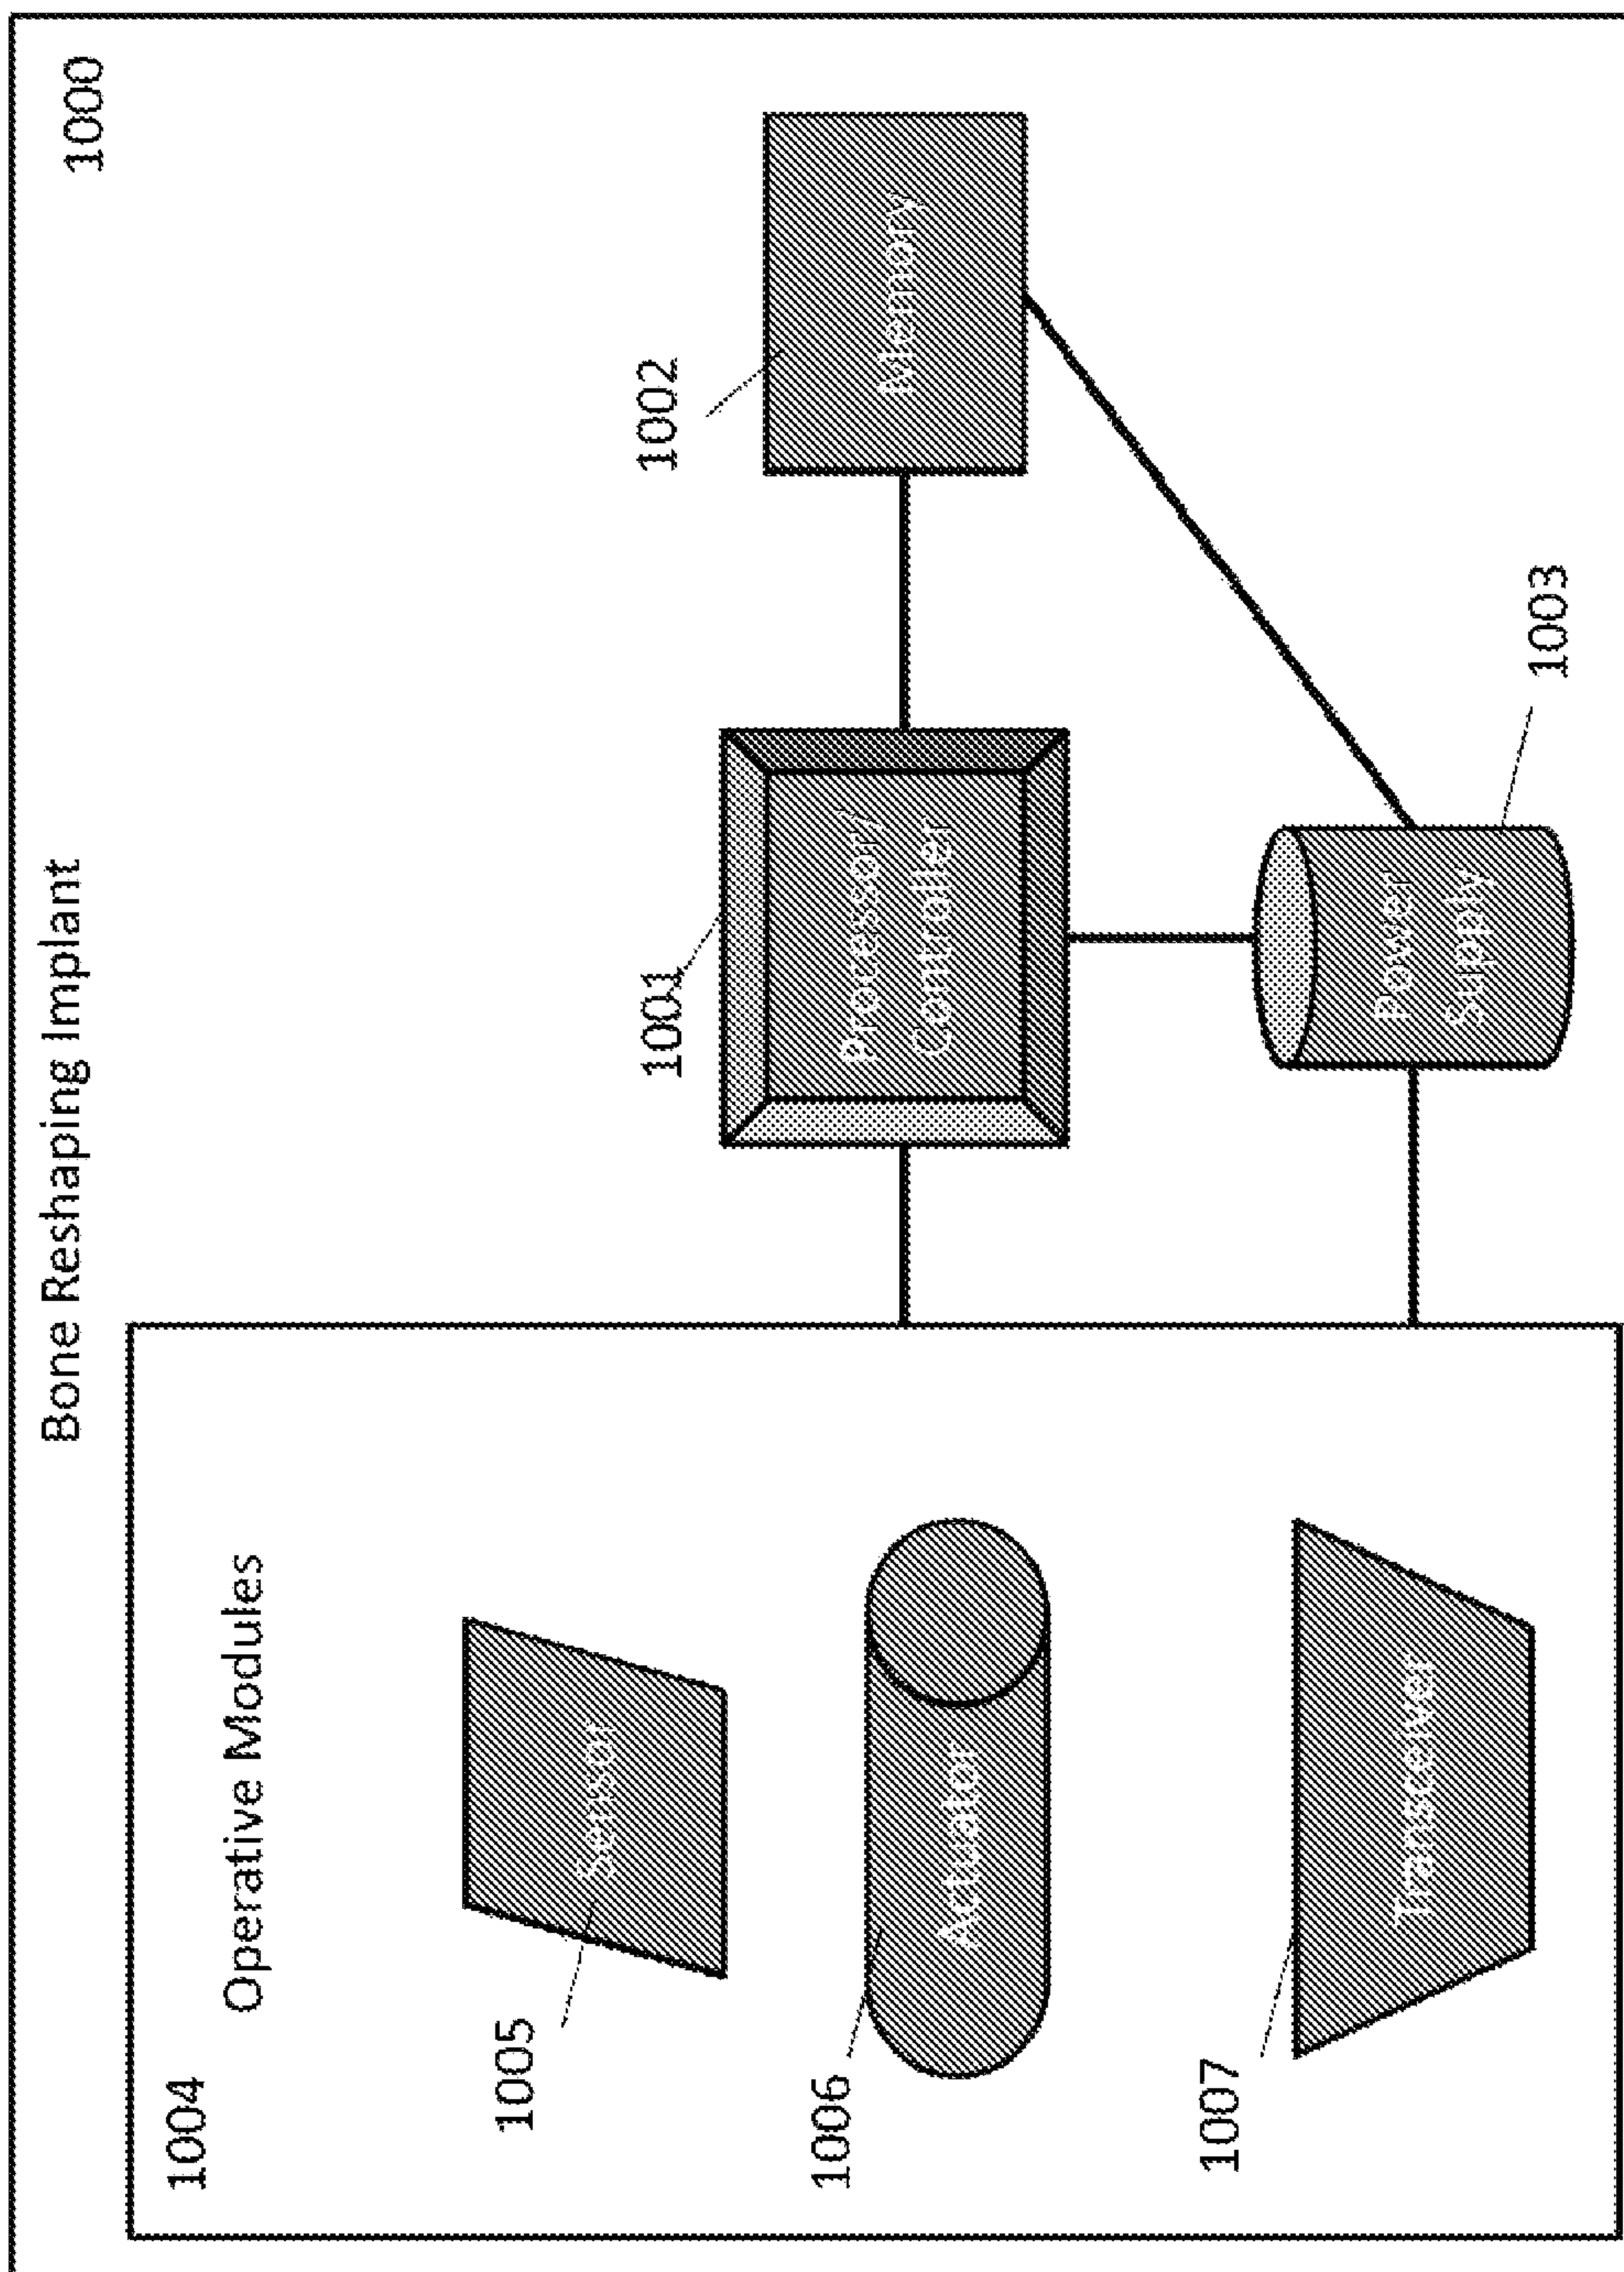 Bone Reshaping Implant
1000
1004
Operative Modules
1005
Sensor
1006
Actuator
1007
Transceiver
1001
Processor/
Controller
1002
Memory
Power
Supply
1003